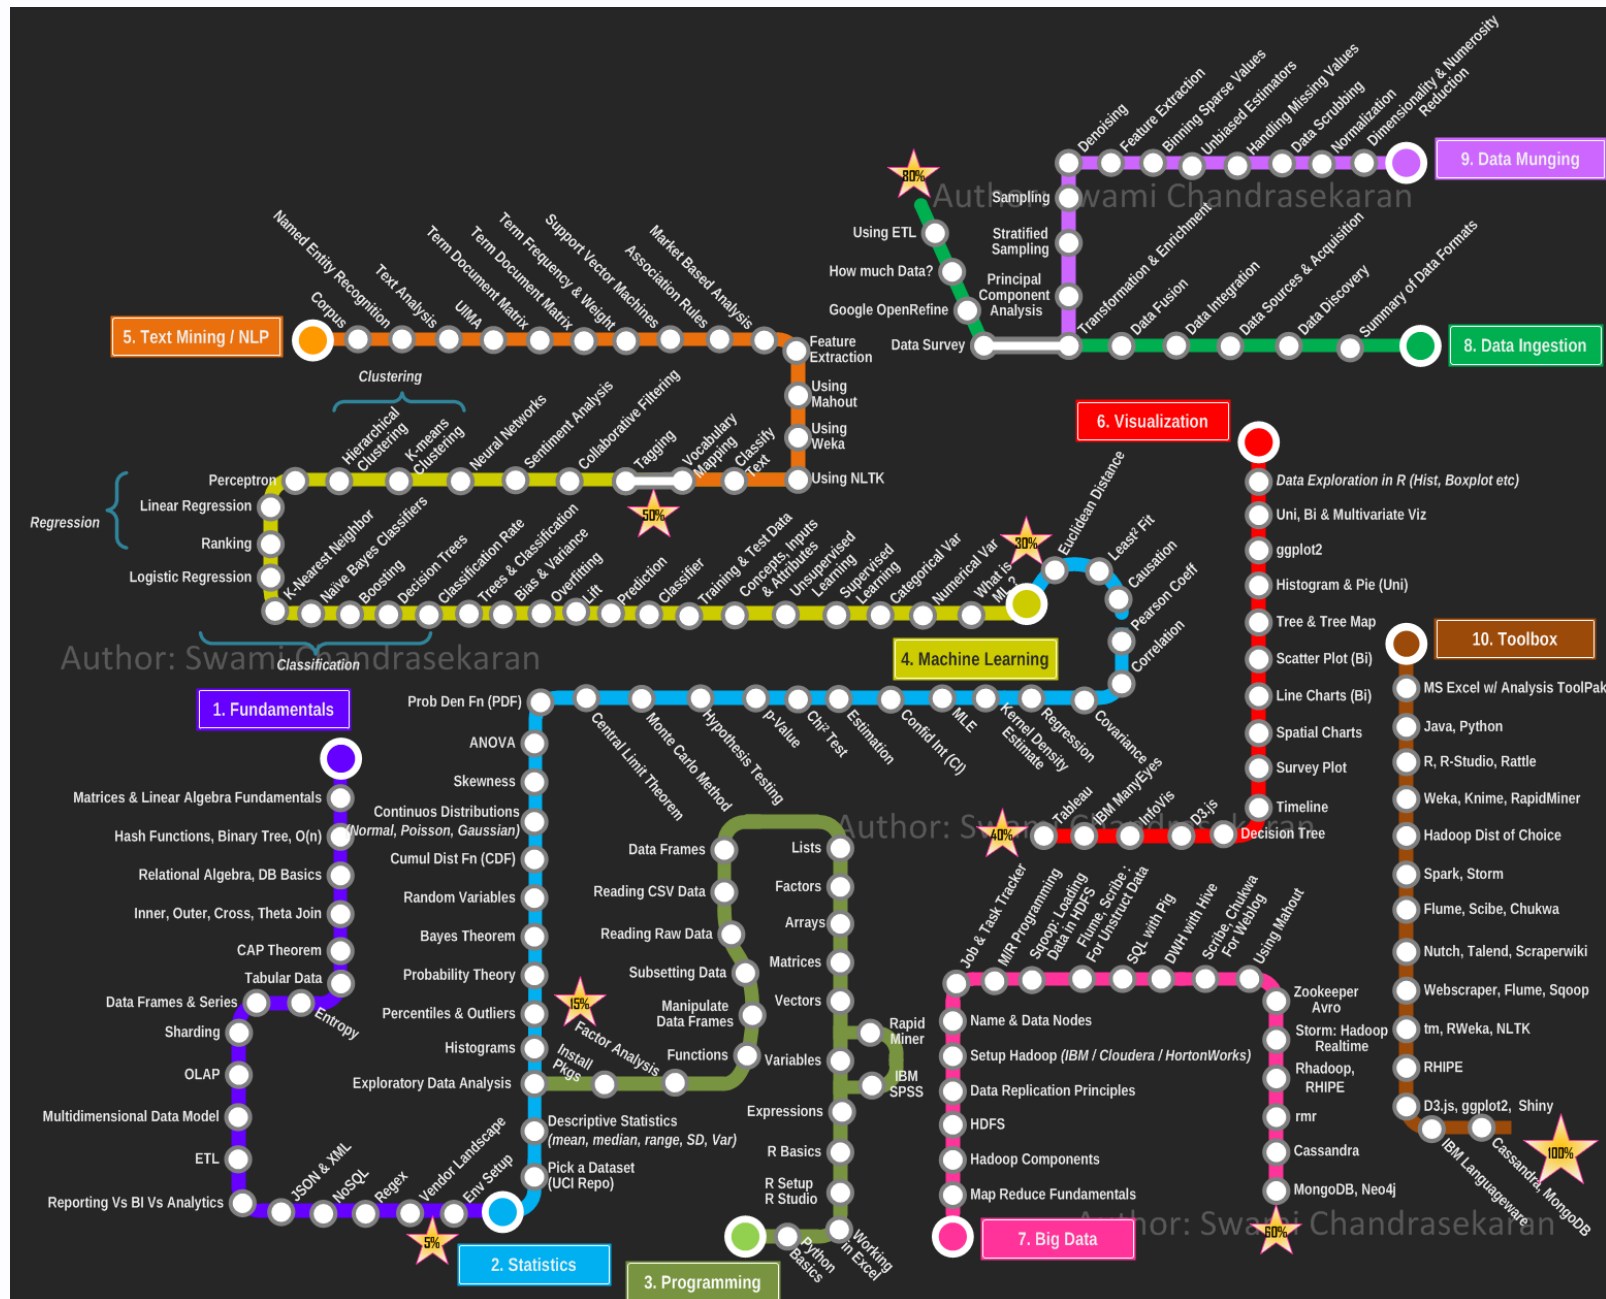 Denoising
Feature Extraction
Binning Sparse Values
Unbiased Estimators
Handling Missing Values
Data Scrubbing
Normalization
Dimensionality & Numerosity
Reduction
9. Data Munging
Author: Swami Chandrasekaran
80%
Sampling
Stratified
Sampling
Principal
Component
Analysis
Using ETL
How much Data?
Google OpenRefine
Data Survey
Transformation & Enrichment
Data Fusion
Data Integration
Data Sources & Acquisition
Data Discovery
Summary of Data Formats
8. Data Ingestion
5. Text Mining / NLP
Corpus
Named Entity Recognition
Text Analysis
UIMA
Term Document Matrix
Term Document Matrix
Term Frequency & Weight
Support Vector Machines
Association Rules
Market Based Analysis
Feature
Extraction
Using
Mahout
Using
Weka
Using NLTK
Classify
Text
Vocabulary
Mapping
50%
Tagging
Collaborative Filtering
Sentiment Analysis
Neural Networks
Clustering
K-means
Clustering
Hierarchical
Clustering
Perceptron
Regression
Linear Regression
Ranking
Logistic Regression
K-Nearest Neighbor
Naïve Bayes Classifiers
Boosting
Decision Trees
Classification Rate
Trees & Classification
Bias & Variance
Overfitting
Lift
Prediction
Classifier
Training & Test Data
Concepts, Inputs
& Attributes
Unsupervised
Learning
Supervised
Learning
Categorical Var
Numerical Var
What is
ML?
30%
Classification
Author: Swami Chandrasekaran
4. Machine Learning
Euclidean Distance
Least² Fit
Causation
Pearson Coeff
Correlation
Covariance
Regression
Kernel Density
Estimate
MLE
Confid Int (CI)
Estimation
Chi² Test
p-Value
Hypothesis Testing
Monte Carlo Method
Central Limit Theorem
Prob Den Fn (PDF)
ANOVA
Skewness
Continuos Distributions
(Normal, Poisson, Gaussian)
Cumul Dist Fn (CDF)
Random Variables
Bayes Theorem
Probability Theory
Percentiles & Outliers
Histograms
Exploratory Data Analysis
Descriptive Statistics
(mean, median, range, SD, Var)
Pick a Dataset
(UCI Repo)
2. Statistics
1. Fundamentals
Matrices & Linear Algebra Fundamentals
Hash Functions, Binary Tree, O(n)
Relational Algebra, DB Basics
Inner, Outer, Cross, Theta Join
CAP Theorem
Tabular Data
Entropy
Data Frames & Series
Sharding
OLAP
Multidimensional Data Model
ETL
Reporting Vs BI Vs Analytics
JSON & XML
NoSQL
Regex
Vendor Landscape
Env Setup
5%
3. Programming
Python
Basics
Working
in Excel
R Setup
R Studio
R Basics
Expressions
IBM
SPSS
Rapid
Miner
Variables
Vectors
Matrices
Arrays
Factors
Lists
Data Frames
Reading CSV Data
Reading Raw Data
Subsetting Data
Manipulate
Data Frames
Functions
Factor Analysis
Install
Pkgs
15%
Author: Swami Chandrasekaran
6. Visualization
Data Exploration in R (Hist, Boxplot etc)
Uni, Bi & Multivariate Viz
ggplot2
Histogram & Pie (Uni)
Tree & Tree Map
Scatter Plot (Bi)
Line Charts (Bi)
Spatial Charts
Survey Plot
Timeline
Decision Tree
D3.js
InfoVis
IBM ManyEyes
Tableau
40%
7. Big Data
Map Reduce Fundamentals
Hadoop Components
HDFS
Data Replication Principles
Setup Hadoop (IBM / Cloudera / HortonWorks)
Name & Data Nodes
Job & Task Tracker
M/R Programming
Sqoop: Loading
Data in HDFS
Flume, Scribe :
For Unstruct Data
SQL with Pig
DWH with Hive
Scribe, Chukwa
For Weblog
Using Mahout
Zookeeper
Avro
Storm: Hadoop
Realtime
Rhadoop,
RHIPE
rmr
Cassandra
MongoDB, Neo4j
60%
Author: Swami Chandrasekaran
10. Toolbox
MS Excel w/ Analysis ToolPak
Java, Python
R, R-Studio, Rattle
Weka, Knime, RapidMiner
Hadoop Dist of Choice
Spark, Storm
Flume, Scibe, Chukwa
Nutch, Talend, Scraperwiki
Webscraper, Flume, Sqoop
tm, RWeka, NLTK
RHIPE
D3.js, ggplot2, Shiny
IBM Languageware
Cassandra, MongoDB
100%